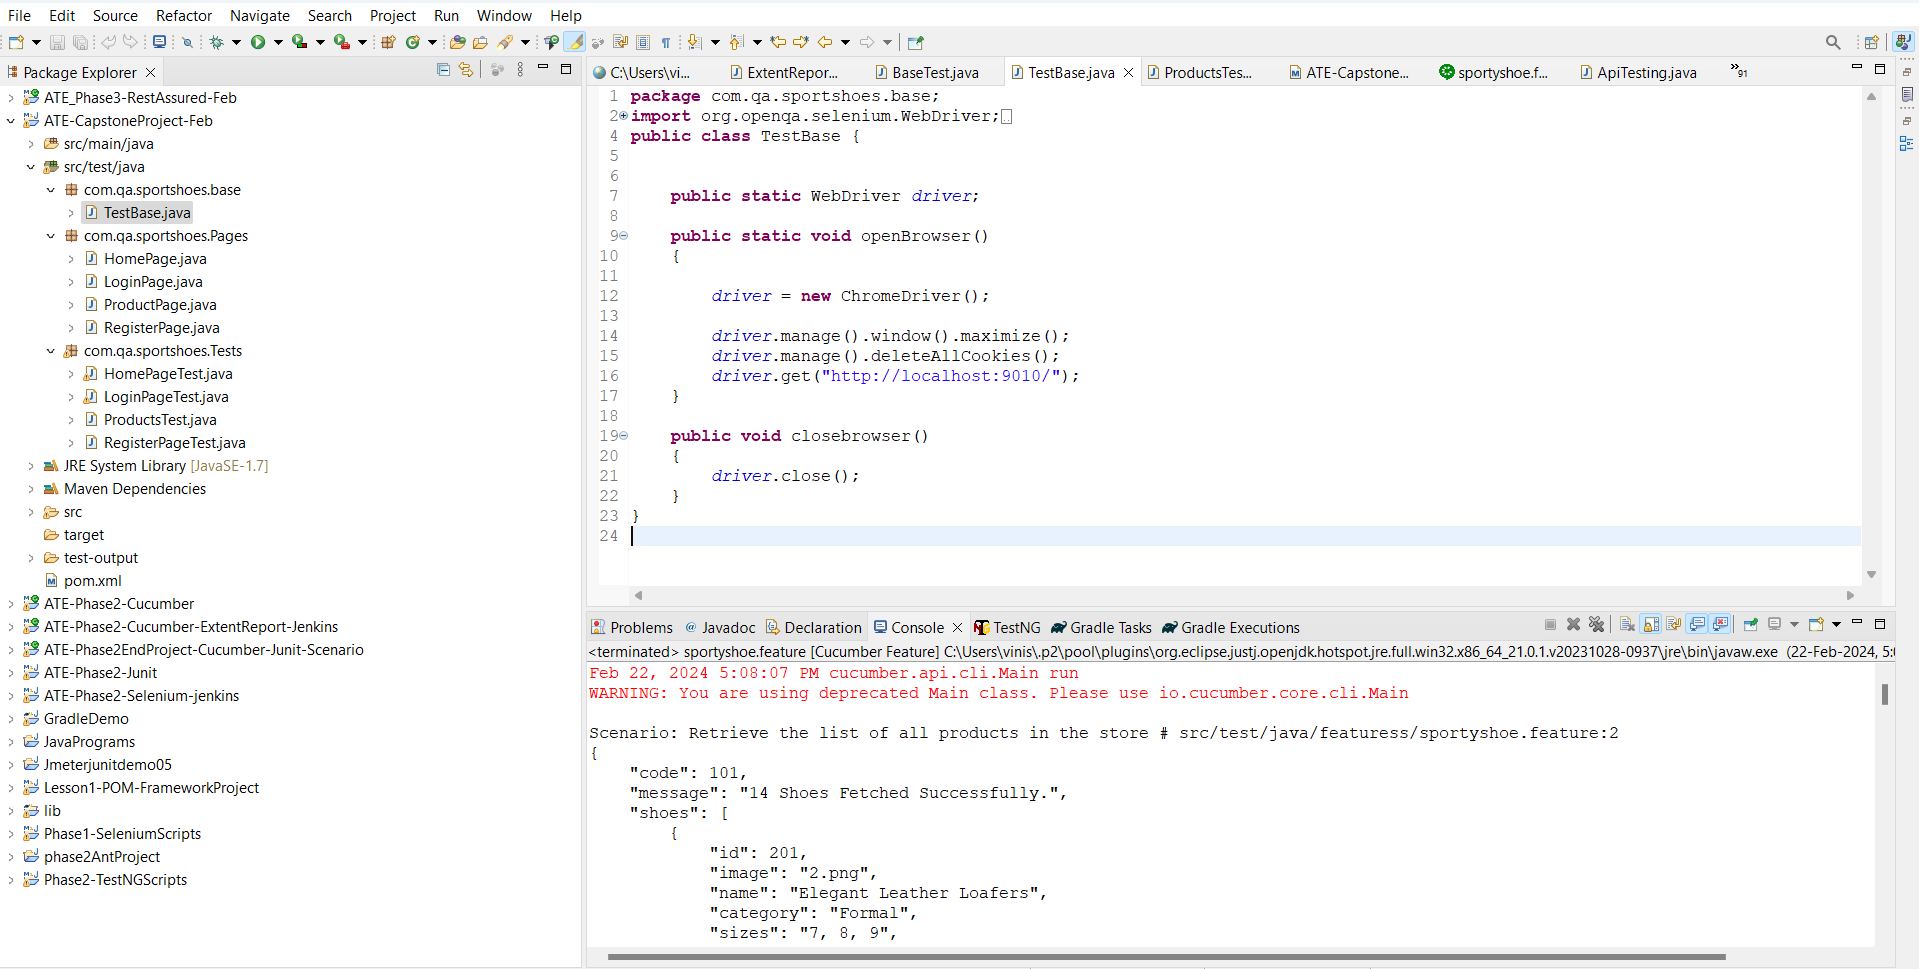 File Edit Source Refactor Navigate Search Project Run Window Help
Package Explorer
ATE_Phase3-RestAssured-Feb
ATE-CapstoneProject-Feb
src/main/java
src/test/java
com.qa.sportshoes.base
TestBase.java
com.qa.sportshoes.Pages
HomePage.java
LoginPage.java
ProductPage.java
RegisterPage.java
com.qa.sportshoes.Tests
HomePageTest.java
LoginPageTest.java
ProductsTest.java
RegisterPageTest.java
JRE System Library [JavaSE-1.7]
Maven Dependencies
src
target
test-output
pom.xml
ATE-Phase2-Cucumber
ATE-Phase2-Cucumber-ExtentReport-Jenkins
ATE-Phase2EndProject-Cucumber-Junit-Scenario
ATE-Phase2-Junit
ATE-Phase2-Selenium-jenkins
GradleDemo
JavaPrograms
Jmeterjunitdemo05
Lesson1-POM-FrameworkProject
lib
Phase1-SeleniumScripts
phase2AntProject
Phase2-TestNGScripts
C:\Users\vi... ExtentRepor... BaseTest.java TestBase.java ProductsTes... ATE-Capstone... sportyshoe.f... ApiTesting.java »91
1 package com.qa.sportshoes.base;
2 import org.openqa.selenium.WebDriver;
4 public class TestBase {
5
6
7 public static WebDriver driver;
8
9 public static void openBrowser()
10 {
11
12 driver = new ChromeDriver();
13
14 driver.manage().window().maximize();
15 driver.manage().deleteAllCookies();
16 driver.get("http://localhost:9010/");
17 }
18
19 public void closebrowser()
20 {
21 driver.close();
22 }
23 }
24
Problems @ Javadoc Declaration Console TestNG Gradle Tasks Gradle Executions
<terminated> sportyshoe.feature [Cucumber Feature] C:\Users\vinis\.p2\pool\plugins\org.eclipse.justj.openjdk.hotspot.jre.full.win32.x86_64_21.0.1.v20231028-0937\jre\bin\javaw.exe (22-Feb-2024, 5:0
Feb 22, 2024 5:08:07 PM cucumber.api.cli.Main run
WARNING: You are using deprecated Main class. Please use io.cucumber.core.cli.Main
Scenario: Retrieve the list of all products in the store # src/test/java/featuress/sportyshoe.feature:2
{
"code": 101,
"message": "14 Shoes Fetched Successfully.",
"shoes": [
{
"id": 201,
"image": "2.png",
"name": "Elegant Leather Loafers",
"category": "Formal",
"sizes": "7, 8, 9",